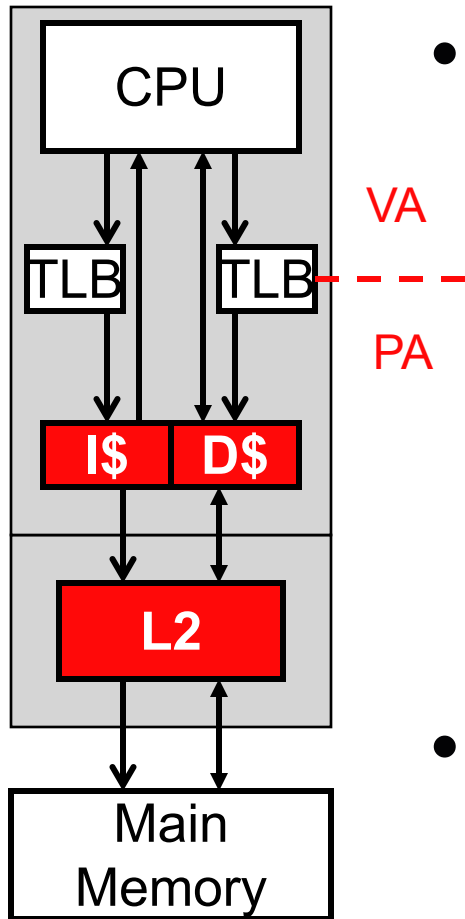 CPU
VA
TLB
TLB
PA
I$
D$
L2
Main
Memory